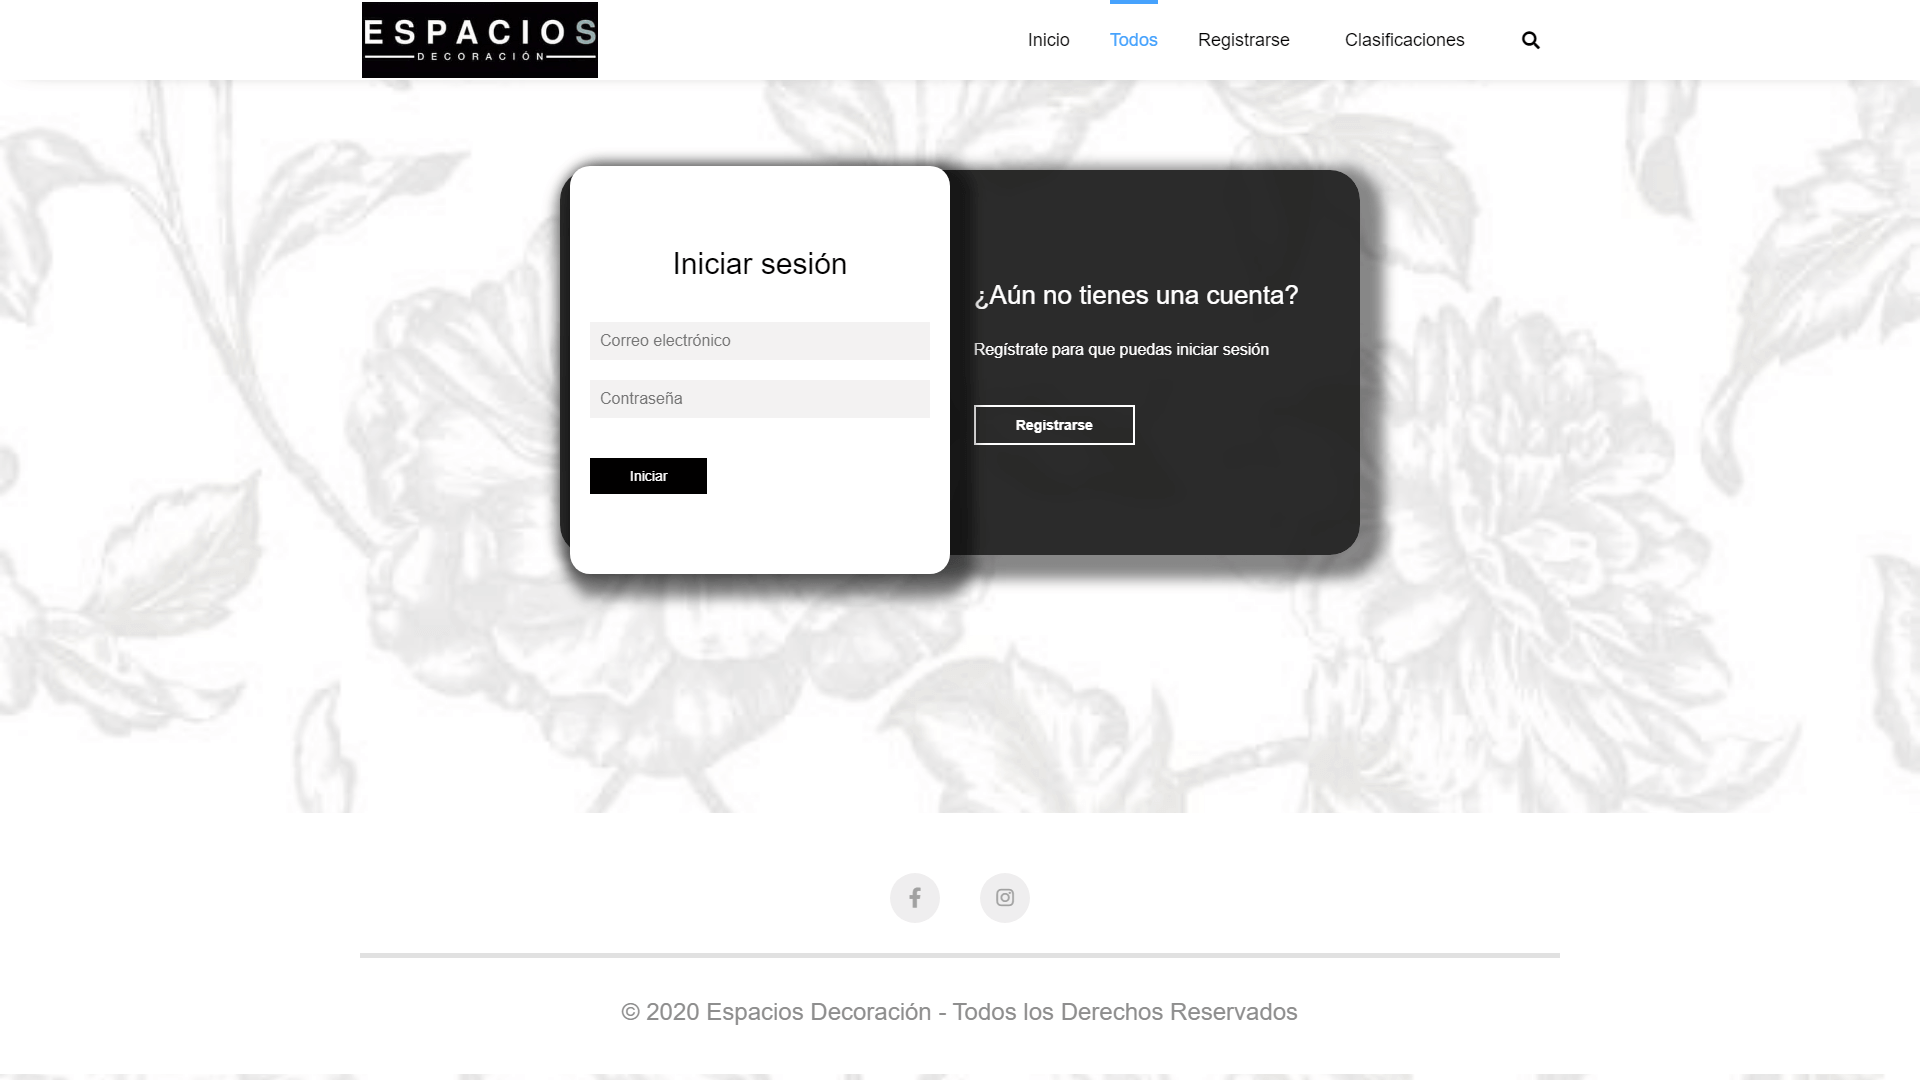 ESPACIOS
DECORACIÓN
Inicio
Todos
Registrarse
Clasificaciones
Iniciar sesión
Correo electrónico
Contraseña
Iniciar
¿Aún no tienes una cuenta?
Regístrate para que puedas iniciar sesión
Registrarse
© 2020 Espacios Decoración - Todos los Derechos Reservados